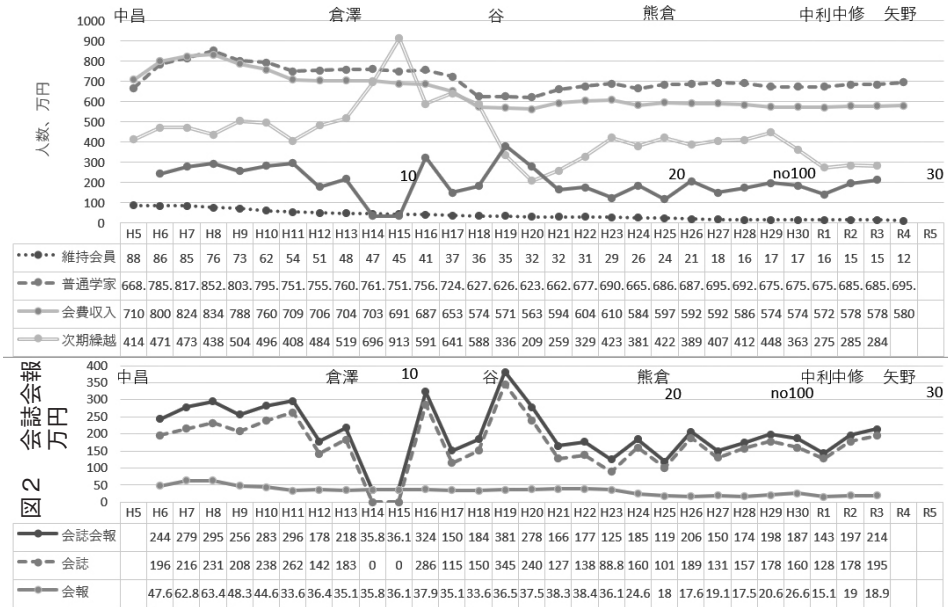 中昌 倉澤 谷 熊倉 中利中修 矢野
1000
900
800
700
600
500
400
300
200
100
0
人数、万円
10 20 no100 30
H5 H6 H7 H8 H9 H10 H11 H12 H13 H14 H15 H16 H17 H18 H19 H20 H21 H22 H23 H24 H25 H26 H27 H28 H29 H30 R1 R2 R3 R4 R5
維持会員 88 86 85 76 73 62 54 51 48 47 45 41 37 36 35 32 32 31 29 26 24 21 18 16 17 17 16 15 15 12
普通学家 668. 785. 817. 852. 803. 795. 751. 755. 760. 761. 751. 756. 724. 627. 626. 623. 662. 677. 690. 665. 686. 687. 695. 692. 675. 675. 675. 685. 685. 695.
会費収入 710 800 824 834 788 760 709 706 704 703 691 687 653 574 571 563 594 604 610 584 597 592 592 586 574 574 572 578 578 580
次期繰越 414 471 473 438 504 496 408 484 519 696 913 591 641 588 336 209 259 329 423 381 422 389 407 412 448 363 275 285 284
図2 会誌会報
万円
中昌 倉澤 10 谷 熊倉 20 no100 中利中修 矢野 30
400
350
300
250
200
150
100
50
0
H5 H6 H7 H8 H9 H10 H11 H12 H13 H14 H15 H16 H17 H18 H19 H20 H21 H22 H23 H24 H25 H26 H27 H28 H29 H30 R1 R2 R3 R4 R5
会誌会報 244 279 295 256 283 296 178 218 35.8 36.1 324 150 184 381 278 166 177 125 185 119 206 150 174 198 187 143 197 214
会誌 196 216 231 208 238 262 142 183 0 0 286 115 150 345 240 127 138 88.8 160 101 189 131 157 178 160 128 178 195
会報 47.6 62.8 63.4 48.3 44.6 33.6 36.4 35.1 35.8 36.1 37.9 35.1 33.6 36.5 37.5 38.3 38.4 36.1 24.6 18 17.6 19.1 17.5 20.6 26.6 15.1 19 18.9